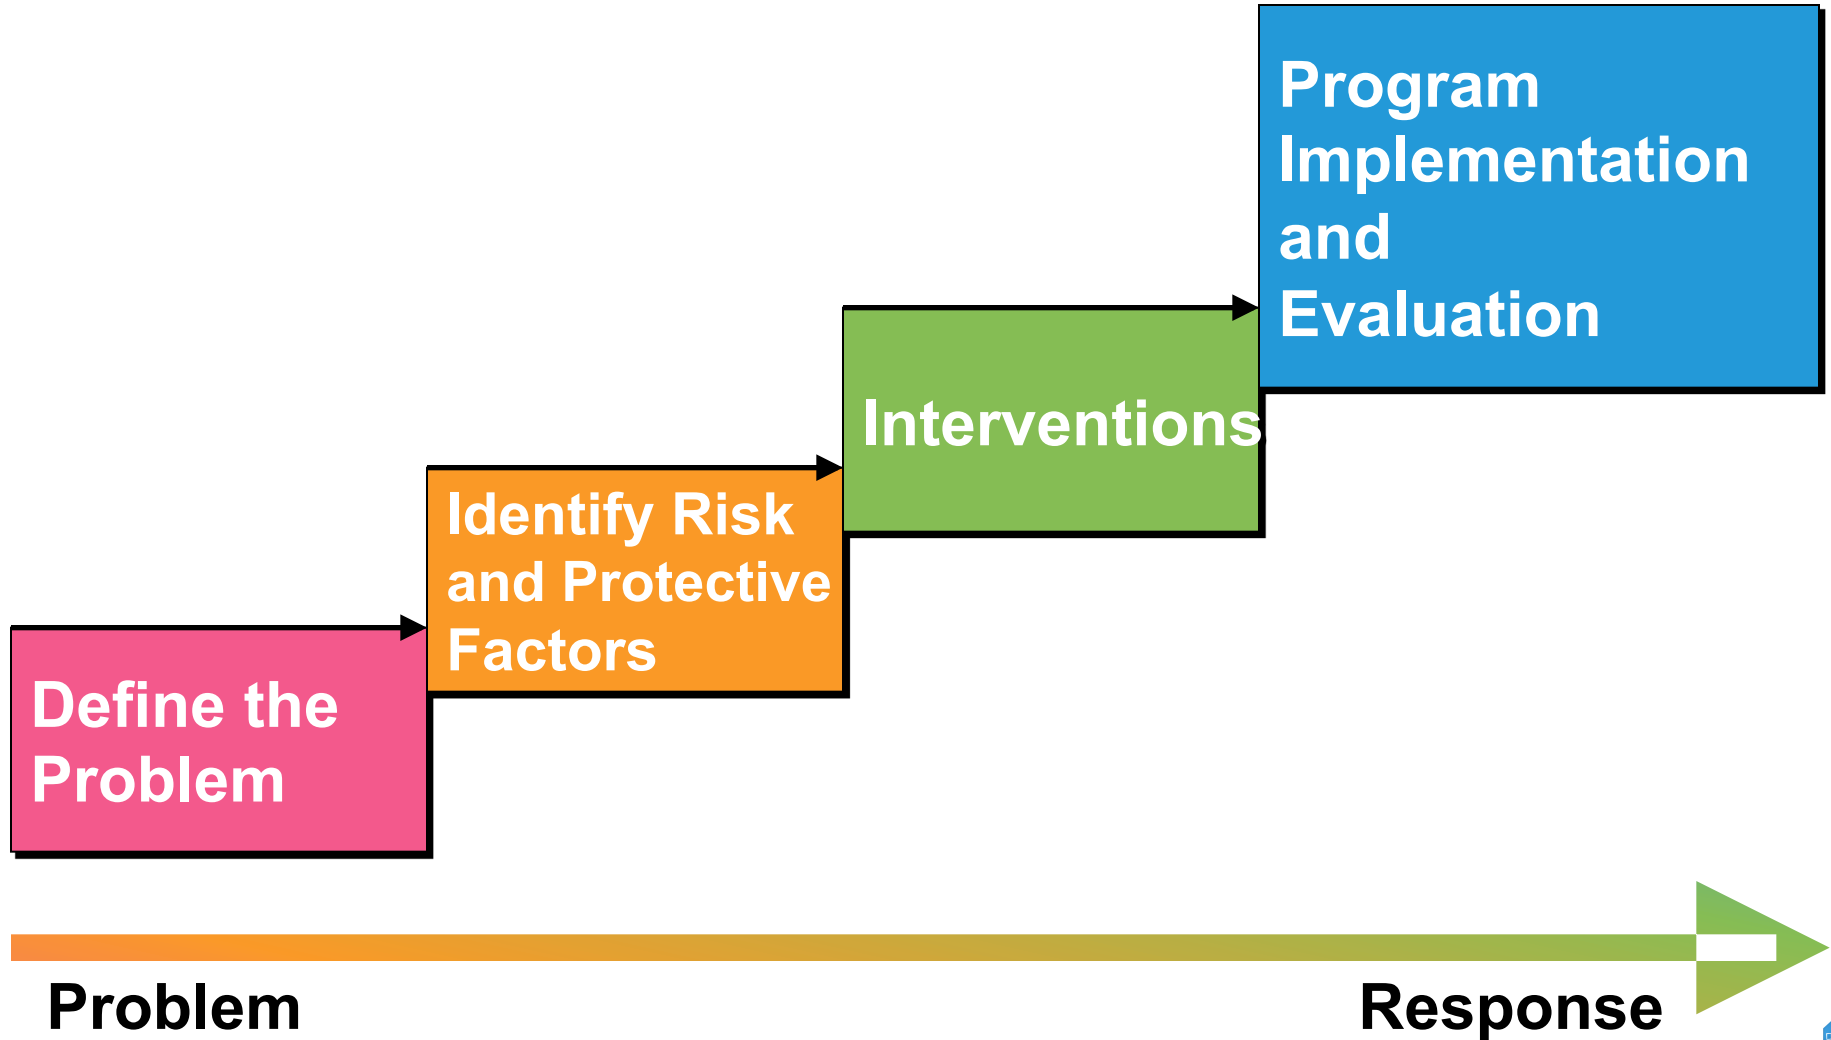 Program
Implementation
and
Evaluation
Interventions
Identify Risk
and Protective
Factors
Define the
Problem
Problem
Response